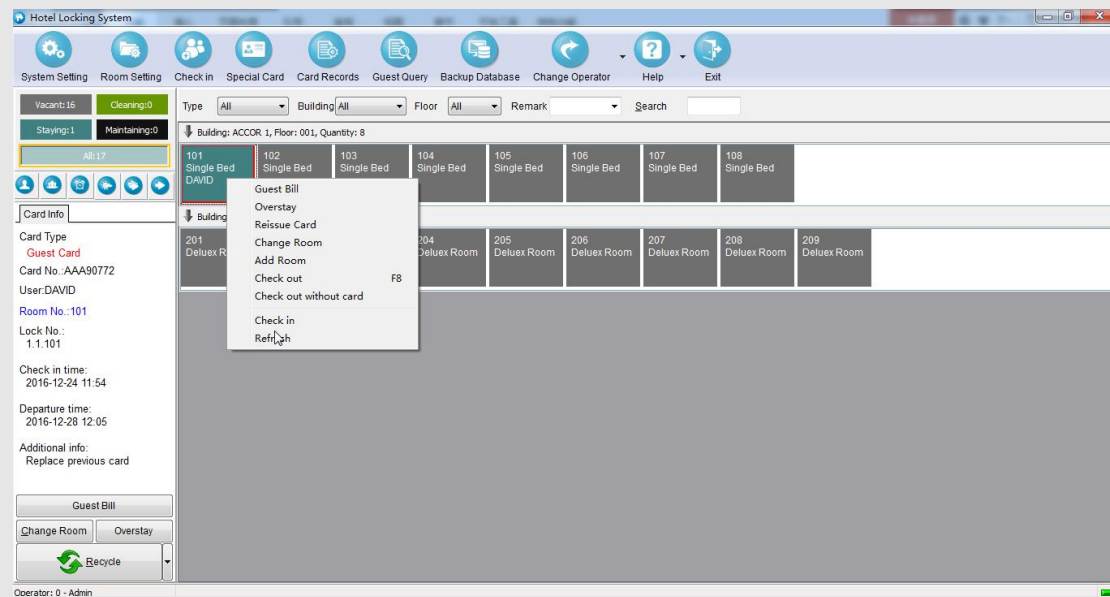 Hotel Locking System
System Setting Room Setting Check in Special Card Card Records Guest Query Backup Database Change Operator Help Exit
Vacant:16 Cleaning:0
Staying:1 Maintaining:0
All:17
Type All Building All Floor All Remark Search
Building: ACCOR 1, Floor: 001, Quantity: 8
101 102 103 104 105 106 107 108
Single Bed Single Bed Single Bed Single Bed Single Bed Single Bed Single Bed Single Bed
DAVID
Guest Bill
Overstay
Reissue Card
Change Room
Add Room
Check out F8
Check out without card
Check in
Refresh
Building
201 204 205 206 207 208 209
Deluex R Deluex Room Deluex Room Deluex Room Deluex Room Deluex Room Deluex Room
Card Info
Card Type
Guest Card
Card No.:AAA90772
User:DAVID
Room No.:101
Lock No.:
1.1.101
Check in time:
2016-12-24 11:54
Departure time:
2016-12-28 12:05
Additional info:
Replace previous card
Guest Bill
Change Room Overstay
Recycle
Operator: 0 - Admin